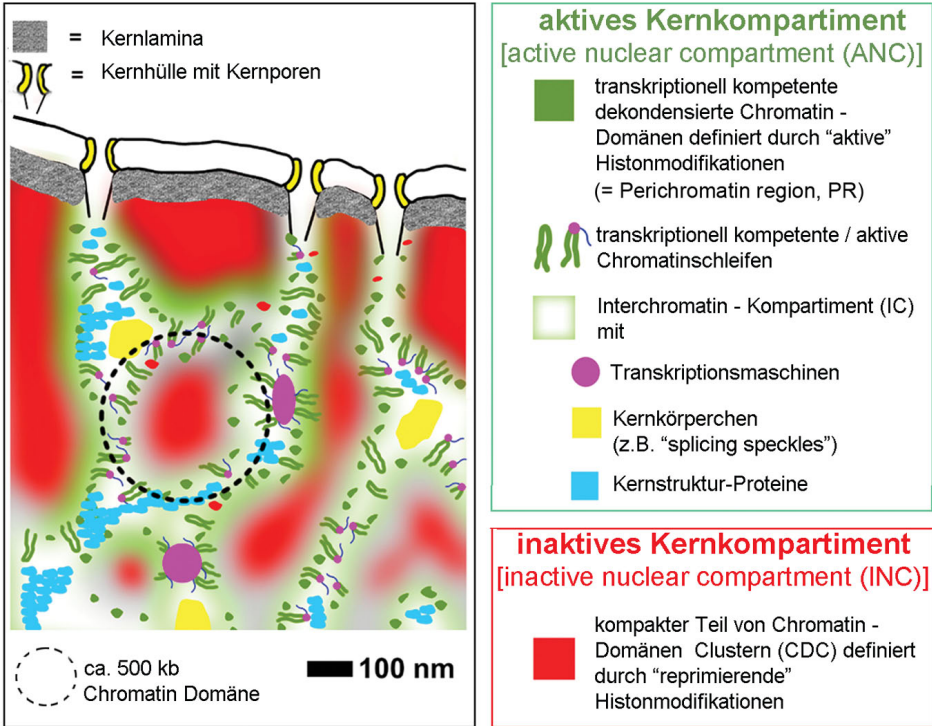 = Kernlamina
= Kernhülle mit Kernporen
ca. 500 kb
Chromatin Domäne
100 nm
aktives Kernkompartiment
[active nuclear compartment (ANC)]
transkriptionell kompetente
dekondensierte Chromatin -
Domänen definiert durch “aktive”
Histonmodifikationen
(= Perichromatin region, PR)
transkriptionell kompetente / aktive
Chromatinschleifen
Interchromatin - Kompartiment (IC)
mit
Transkriptionsmaschinen
Kernkörperchen
(z.B. “splicing speckles”)
Kernstruktur-Proteine
inaktives Kernkompartiment
[inactive nuclear compartment (INC)]
kompakter Teil von Chromatin -
Domänen Clustern (CDC) definiert
durch “reprimierende”
Histonmodifikationen